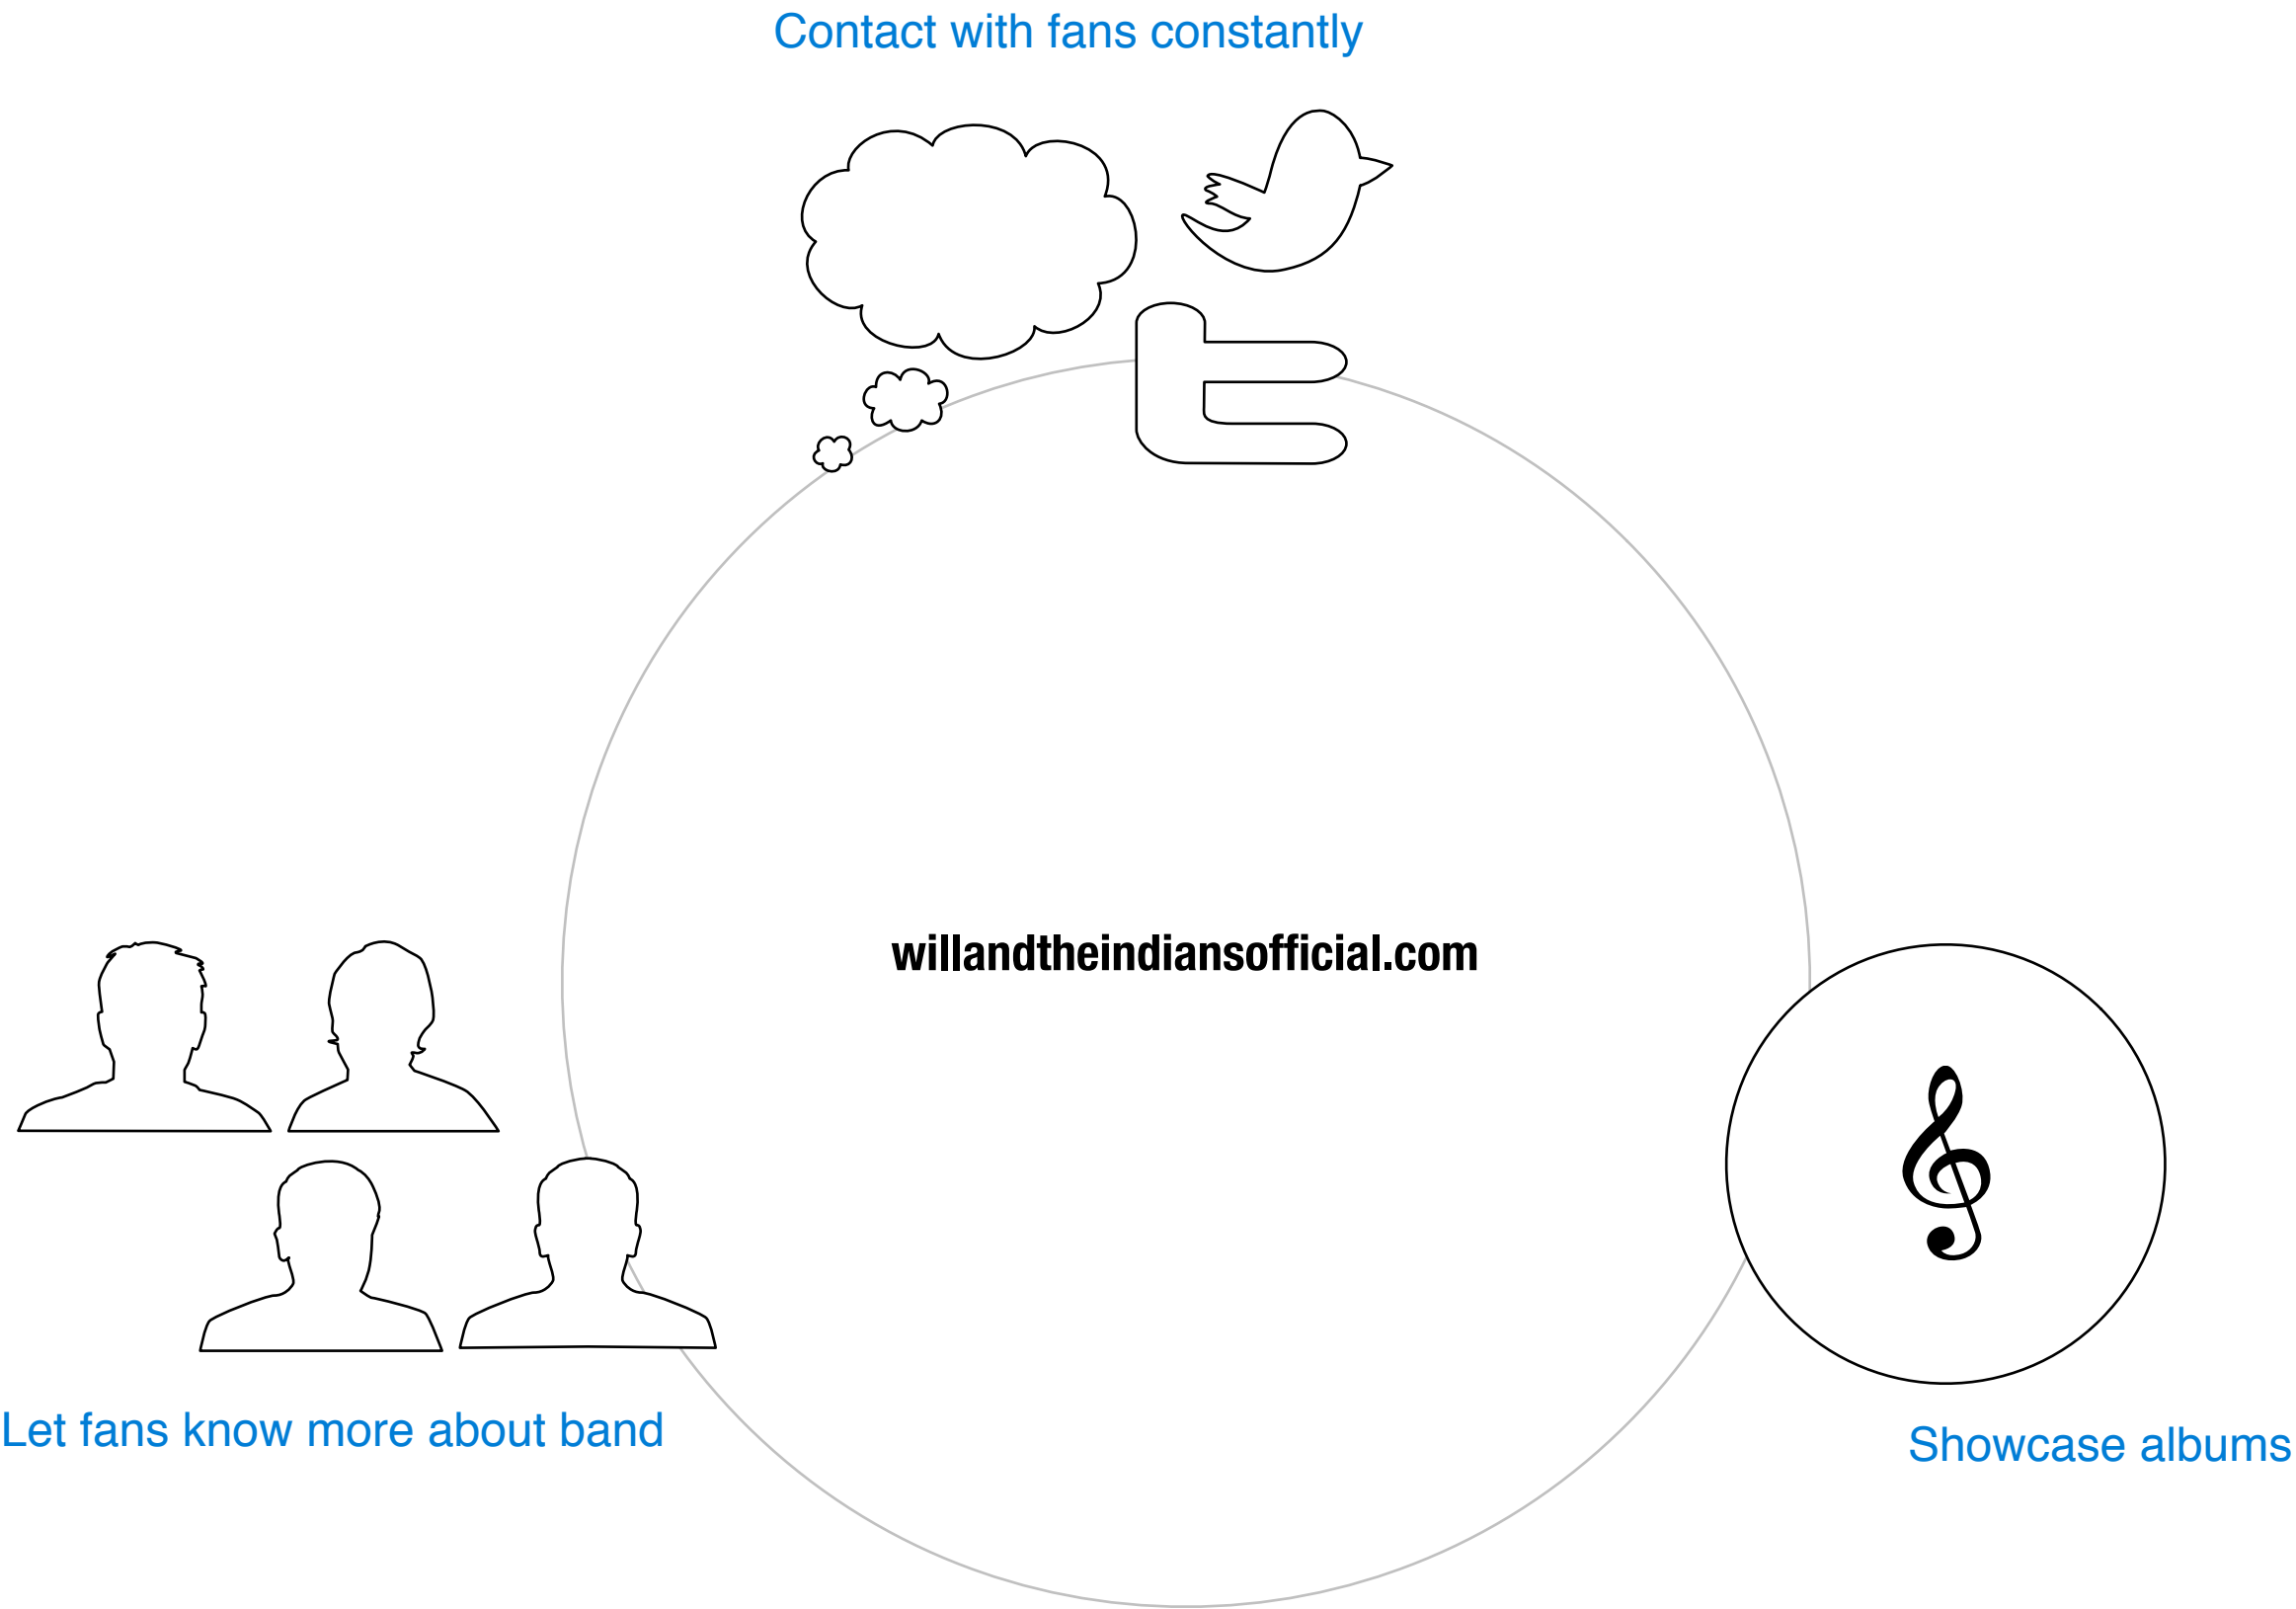 Contact with fans constantly
willandtheindiansofficial.com
Let fans know more about band
Showcase albums